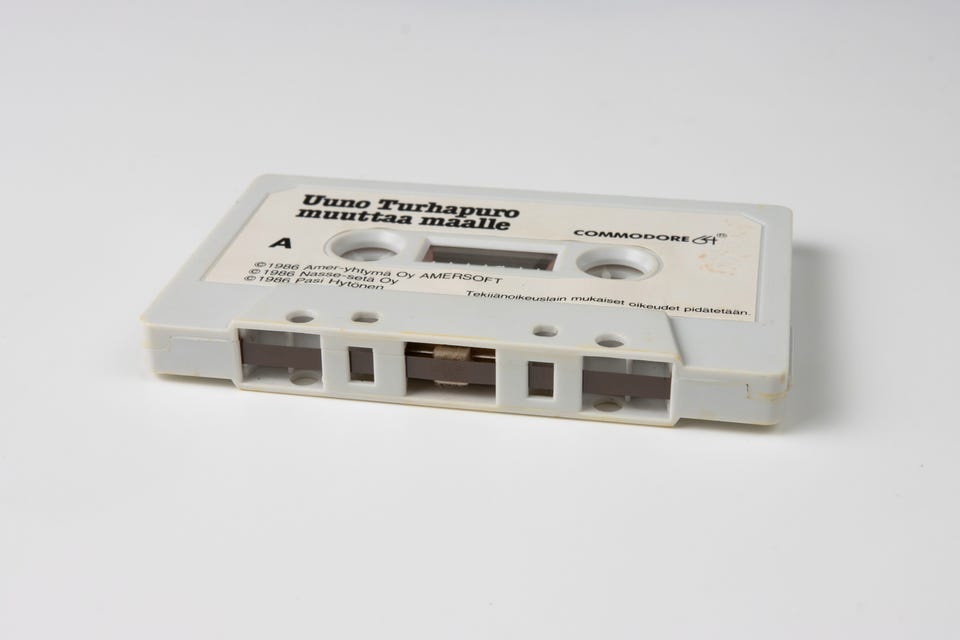 Uuno Turhapuro
muuttaa maalle
COMMODORE 64®
A
©1986 Amer-yhtymä Oy AMERSOFT
©1986 Nasse-setä Oy
©1986 Pasi Hytönen
Tekijänoikeuslain mukaiset oikeudet pidätetään.